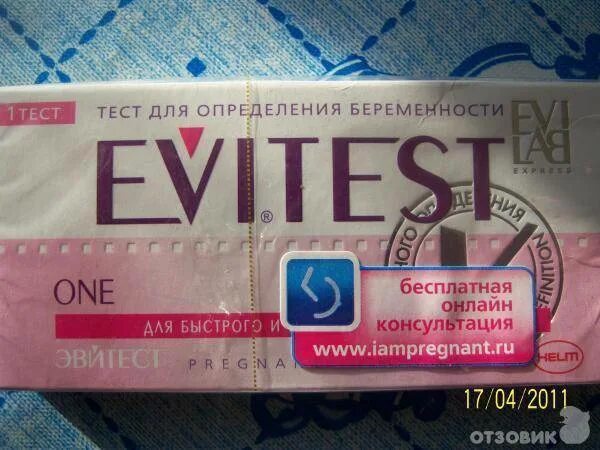 1 ТЕСТ
ТЕСТ ДЛЯ ОПРЕДЕЛЕНИЯ БЕРЕМЕННОСТИ
EVITEST
®
EVI
LAB
EXPRESS
ONE
ДЛЯ БЫСТРОГО И
ЭВИТЕСТ
PREGNAN
бесплатная
онлайн
консультация
www.iampregnant.ru
HELM
17/04/2011
ОТЗОВИК